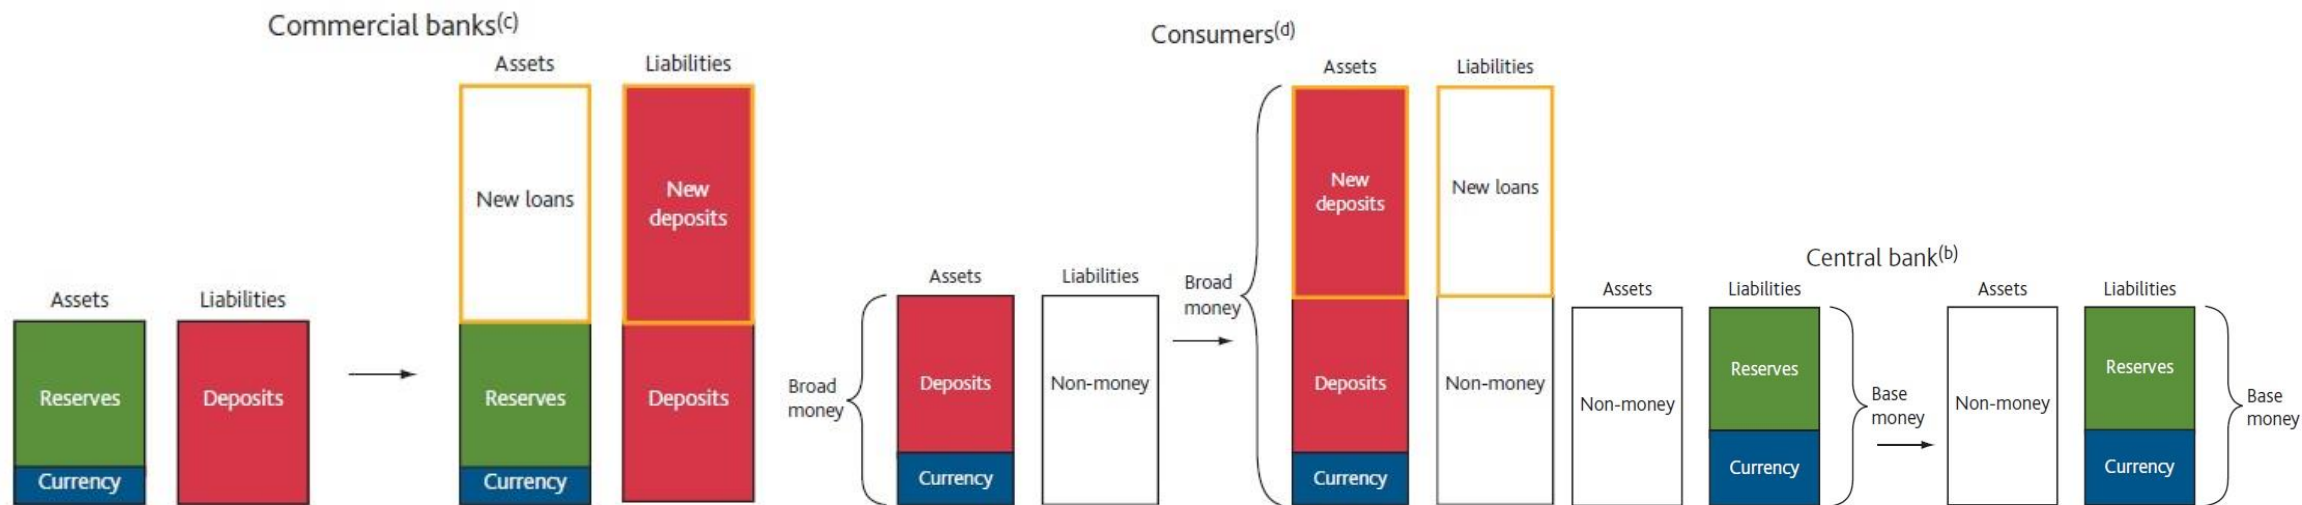 Commercial banks(c)
Assets
Liabilities
New loans
New
deposits
Assets
Liabilities
Reserves
Deposits
Currency
Reserves
Deposits
Currency
Consumers(d)
Assets
Liabilities
New
deposits
New loans
Assets
Liabilities
Broad
money
Broad
money
Deposits
Non-money
Currency
Deposits
Non-money
Currency
Central bank(b)
Assets
Liabilities
Assets
Liabilities
Non-money
Reserves
Currency
Base
money
Non-money
Reserves
Currency
Base
money